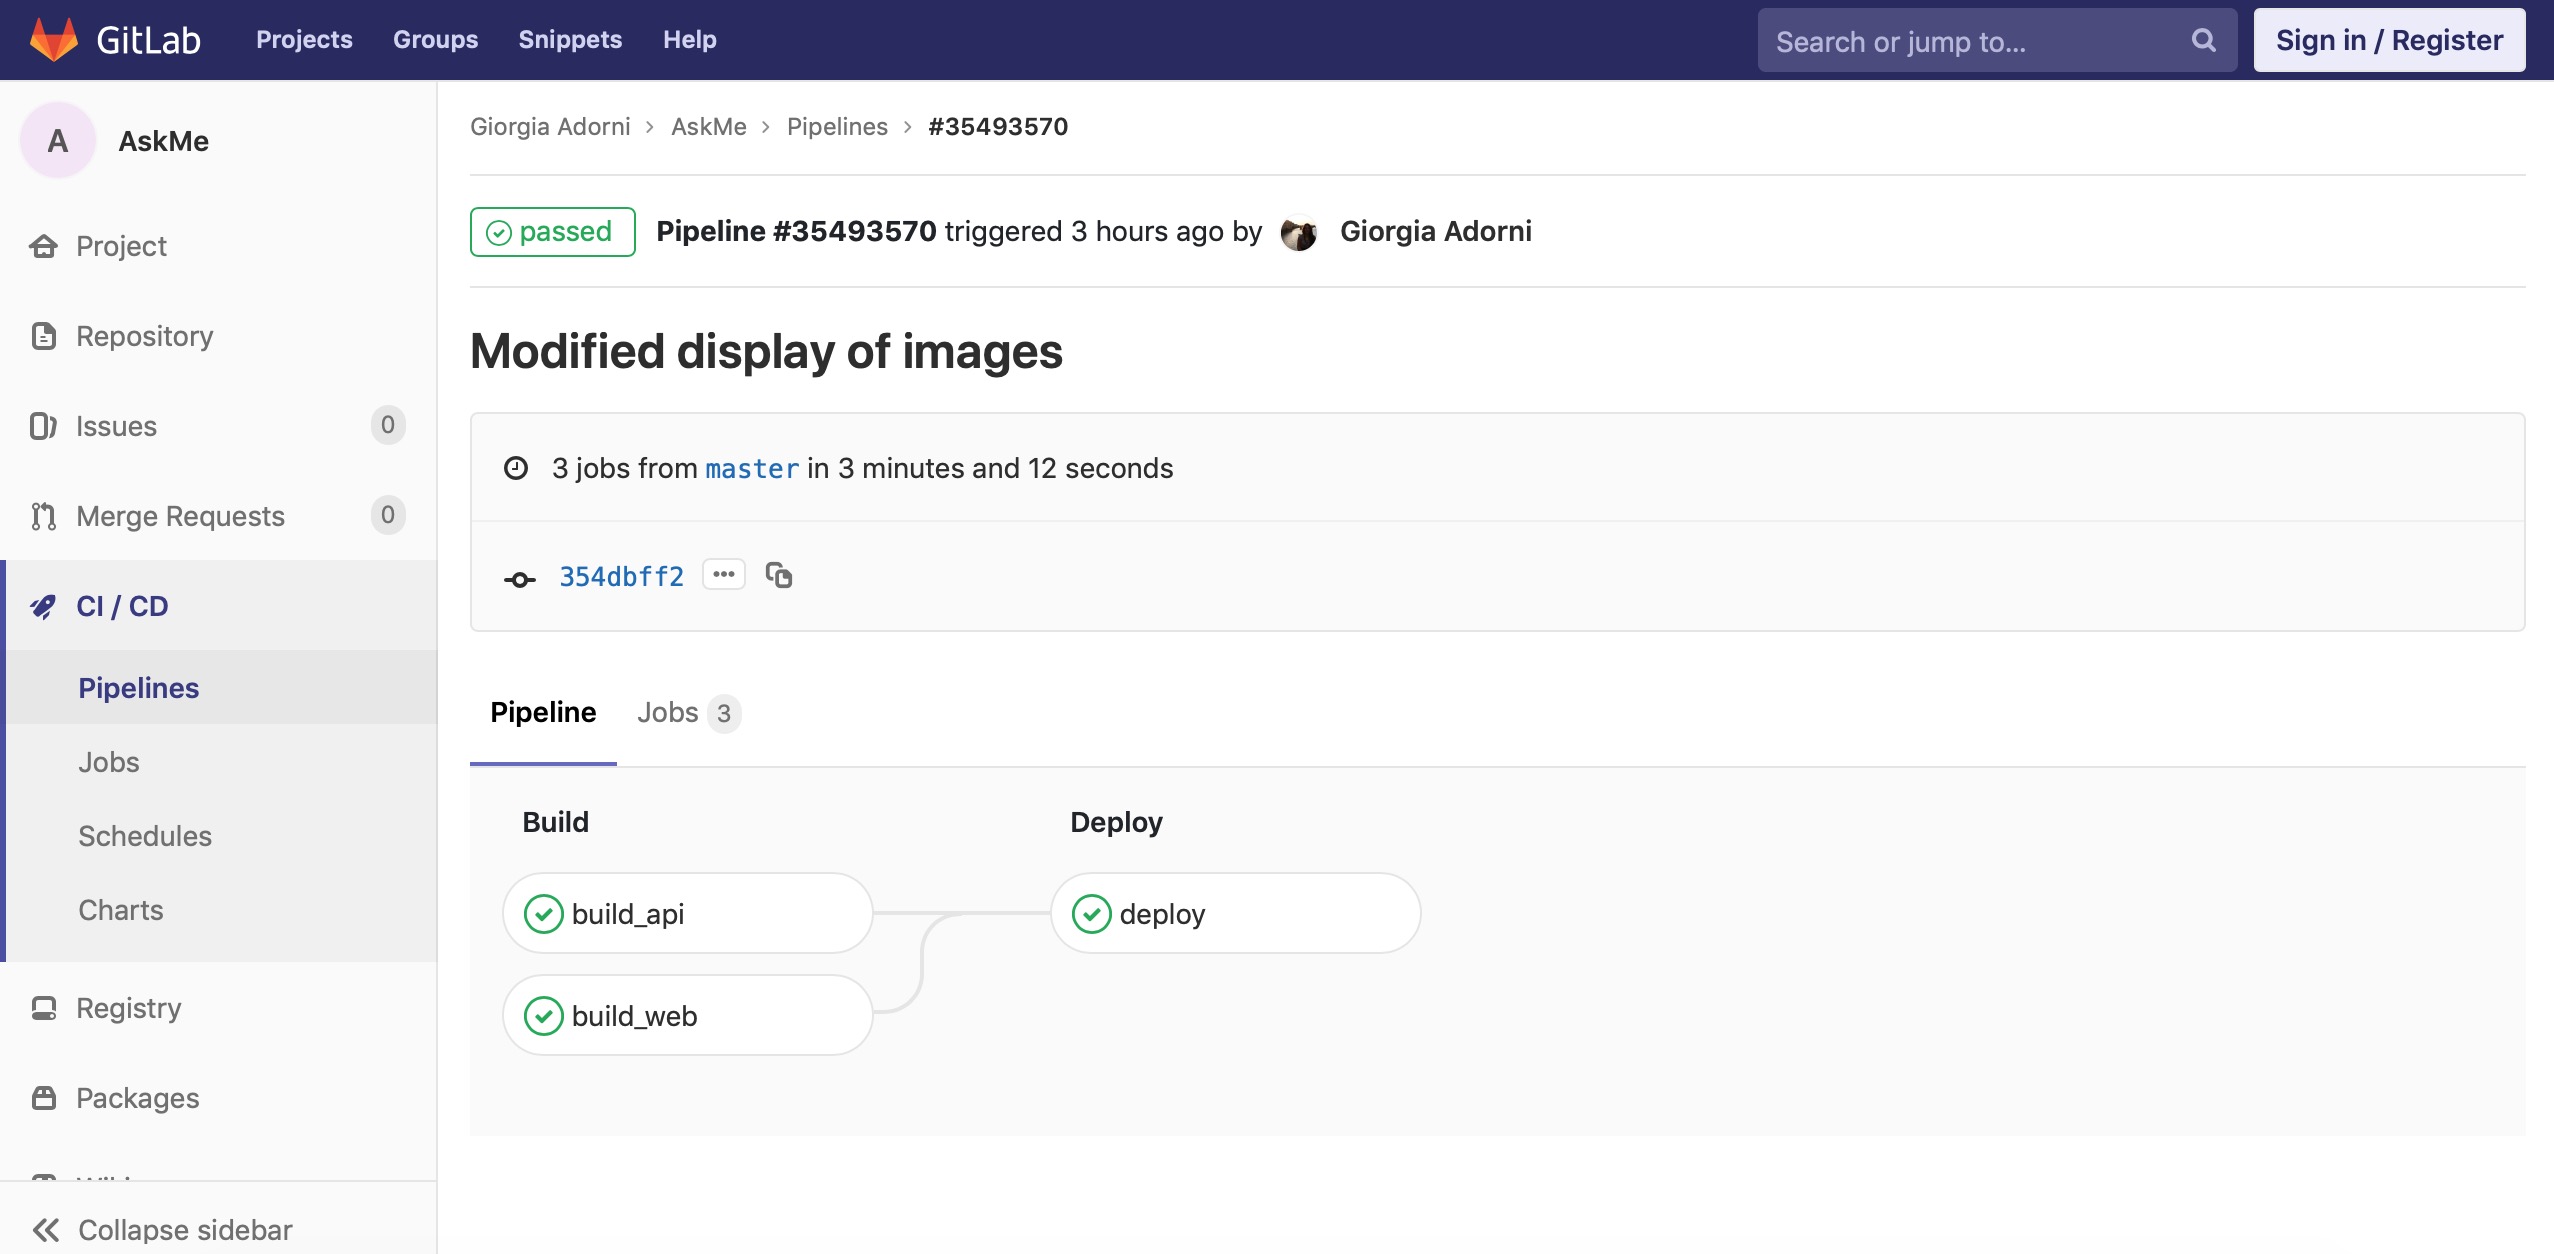 GitLab Projects Groups Snippets Help Search or jump to... Sign in / Register
A AskMe
Project
Repository
Issues 0
Merge Requests 0
CI / CD
Pipelines
Jobs
Schedules
Charts
Registry
Packages
Collapse sidebar
Giorgia Adorni > AskMe > Pipelines > #35493570
passed Pipeline #35493570 triggered 3 hours ago by Giorgia Adorni
Modified display of images
3 jobs from master in 3 minutes and 12 seconds
354dbff2
Pipeline Jobs 3
Build Deploy
build_api deploy
build_web